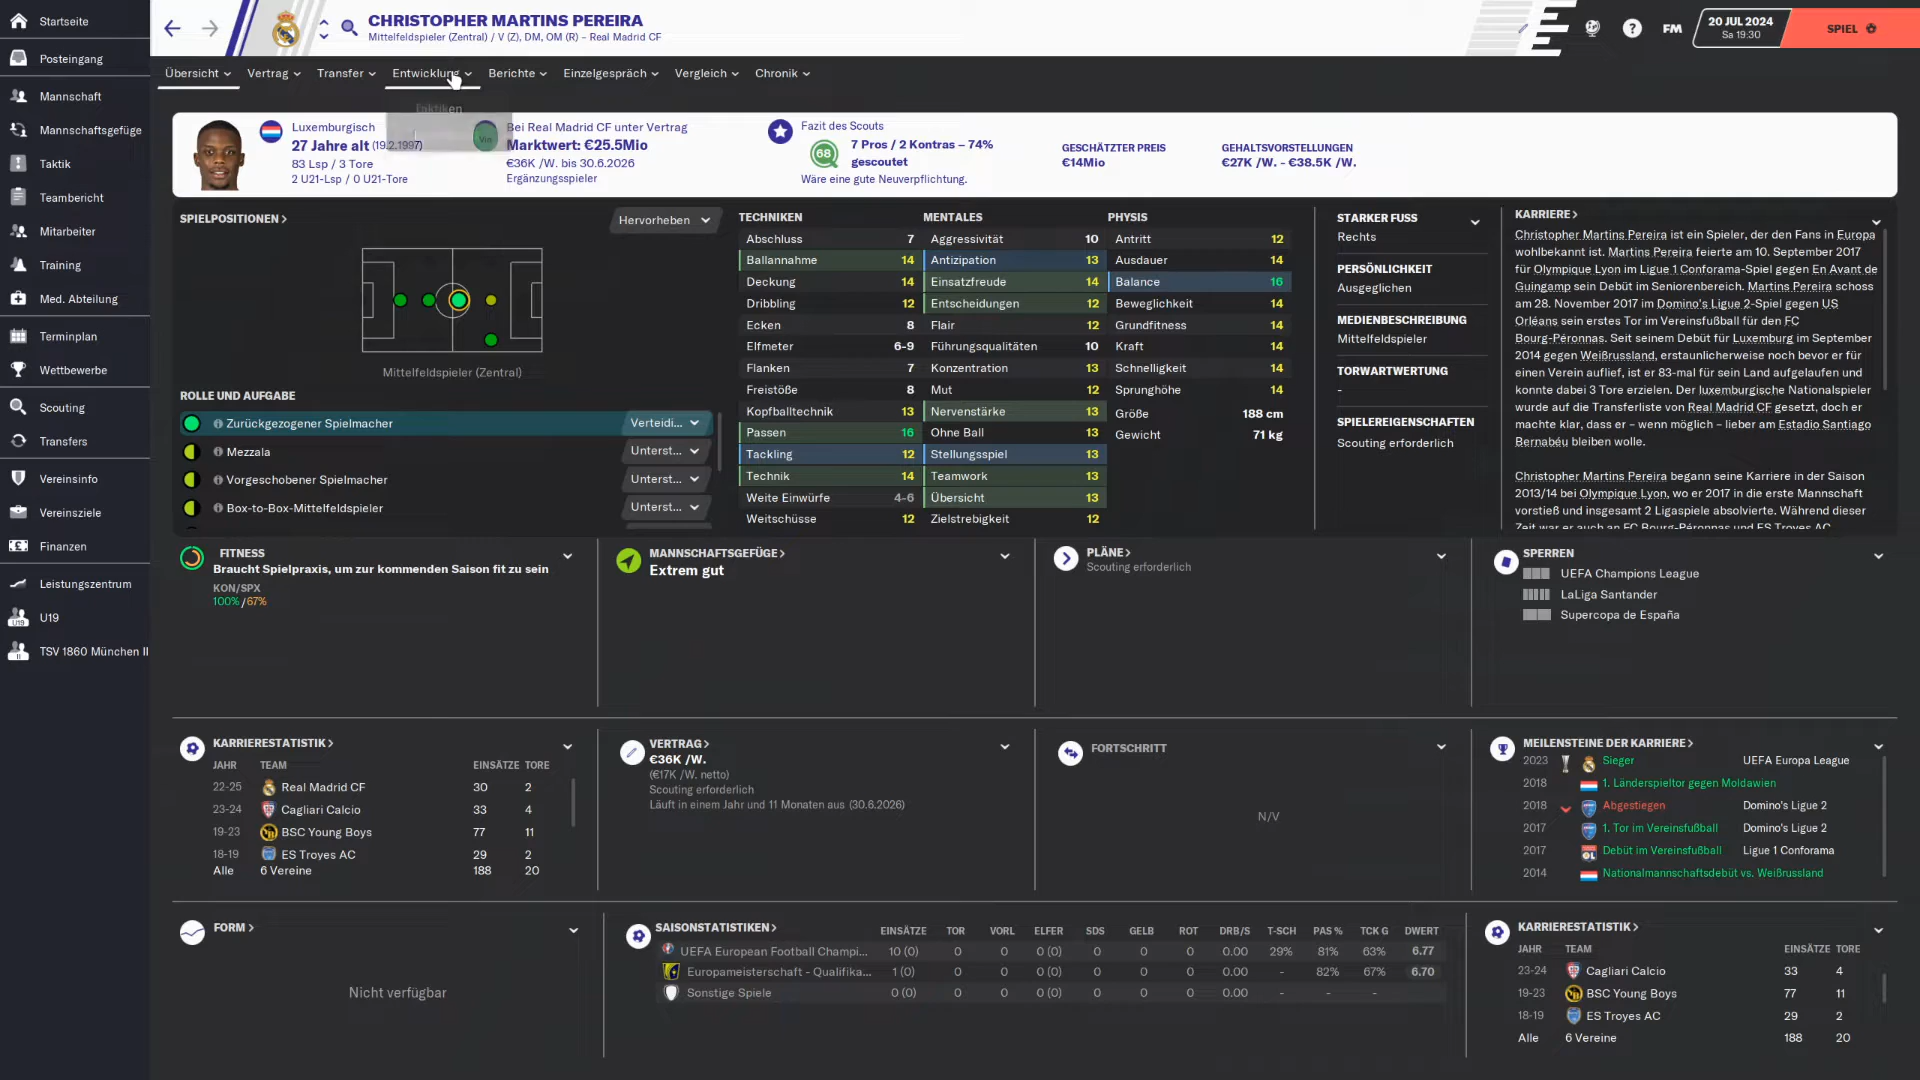 Startseite
Posteingang
Mannschaft
Mannschaftsgefüge
Taktik
Teambericht
Mitarbeiter
Training
Med. Abteilung
Terminplan
Wettbewerbe
Scouting
Transfers
Vereinsinfo
Vereinsziele
Finanzen
Leistungszentrum
U19
TSV 1860 München II
CHRISTOPHER MARTINS PEREIRA
Mittelfeldspieler (Zentral) / V (Z), DM, OM (R) – Real Madrid CF
FM
20 JUL 2024
Sa 19:30
SPIEL
Übersicht
Vertrag
Transfer
Entwicklung
Berichte
Einzelgespräch
Vergleich
Chronik
Taktiken
Luxemburgisch
27 Jahre alt (19.2.1997)
83 Lsp / 3 Tore
2 U21-Lsp / 0 U21-Tore
Bei Real Madrid CF unter Vertrag
Marktwert: €25.5Mio
€36K /W. bis 30.6.2026
Ergänzungsspieler
Fazit des Scouts
68
7 Pros / 2 Kontras – 74%
gescoutet
Wäre eine gute Neuverpflichtung.
GESCHÄTZTER PREIS
€14Mio
GEHALTSVORSTELLUNGEN
€27K /W. - €38.5K /W.
SPIELPOSITIONEN
Hervorheben
Mittelfeldspieler (Zentral)
ROLLE UND AUFGABE
Zurückgezogener Spielmacher Verteidi...
Mezzala Unterst...
Vorgeschobener Spielmacher Unterst...
Box-to-Box-Mittelfeldspieler Unterst...
TECHNIKEN
Abschluss 7
Ballannahme 14
Deckung 14
Dribbling 12
Ecken 8
Elfmeter 6-9
Flanken 7
Freistöße 8
Kopfballtechnik 13
Passen 16
Tackling 12
Technik 14
Weite Einwürfe 4-6
Weitschüsse 12
MENTALES
Aggressivität 10
Antizipation 13
Einsatzfreude 14
Entscheidungen 12
Flair 12
Führungsqualitäten 10
Konzentration 13
Mut 12
Nervenstärke 13
Ohne Ball 13
Stellungsspiel 13
Teamwork 13
Übersicht 13
Zielstrebigkeit 12
PHYSIS
Antritt 12
Ausdauer 14
Balance 16
Beweglichkeit 14
Grundfitness 14
Kraft 14
Schnelligkeit 14
Sprunghöhe 14
Größe 188 cm
Gewicht 71 kg
STARKER FUSS
Rechts
PERSÖNLICHKEIT
Ausgeglichen
MEDIENBESCHREIBUNG
Mittelfeldspieler
TORWARTWERTUNG
-
SPIELEREIGENSCHAFTEN
Scouting erforderlich
KARRIERE
Christopher Martins Pereira ist ein Spieler, der den Fans in Europa
wohlbekannt ist. Martins Pereira feierte am 10. September 2017
für Olympique Lyon im Ligue 1 Conforama-Spiel gegen En Avant de
Guingamp sein Debüt im Seniorenbereich. Martins Pereira schoss
am 28. November 2017 im Domino's Ligue 2-Spiel gegen US
Orléans sein erstes Tor im Vereinsfußball für den FC
Bourg-Péronnas. Seit seinem Debüt für Luxemburg im September
2014 gegen Weißrussland, erstaunlicherweise noch bevor er für
einen Verein auflief, ist er 83-mal für sein Land aufgelaufen und
konnte dabei 3 Tore erzielen. Der luxemburgische Nationalspieler
wurde auf die Transferliste von Real Madrid CF gesetzt, doch er
machte klar, dass er – wenn möglich – lieber am Estadio Santiago
Bernabéu bleiben wolle.
Christopher Martins Pereira begann seine Karriere in der Saison
2013/14 bei Olympique Lyon, wo er 2017 in die erste Mannschaft
vorstieß und insgesamt 2 Ligaspiele absolvierte. Während dieser
Zeit war er auch an FC Bourg-Péronnas und ES Troyes AC
FITNESS
Braucht Spielpraxis, um zur kommenden Saison fit zu sein
KON/SPX
100%/67%
MANNSCHAFTSGEFÜGE
Extrem gut
PLÄNE
Scouting erforderlich
SPERREN
UEFA Champions League
LaLiga Santander
Supercopa de España
KARRIERESTATISTIK
JAHR TEAM EINSÄTZE TORE
22-25 Real Madrid CF 30 2
23-24 Cagliari Calcio 33 4
19-23 BSC Young Boys 77 11
18-19 ES Troyes AC 29 2
Alle 6 Vereine 188 20
VERTRAG
€36K /W.
(€17K /W. netto)
Scouting erforderlich
Läuft in einem Jahr und 11 Monaten aus (30.6.2026)
FORTSCHRITT
N/V
MEILENSTEINE DER KARRIERE
2023 Sieger UEFA Europa League
2018 1. Länderspieltor gegen Moldawien
2018 Abgestiegen Domino's Ligue 2
2017 1. Tor im Vereinsfußball Domino's Ligue 2
2017 Debüt im Vereinsfußball Ligue 1 Conforama
2014 Nationalmannschaftsdebüt vs. Weißrussland
FORM
Nicht verfügbar
SAISONSTATISTIKEN
EINSÄTZE TOR VORL ELFER SDS GELB ROT DRB/S T-SCH PAS % TCK G DWERT
UEFA European Football Champi... 10 (0) 0 0 0 (0) 0 0 0 0.00 29% 81% 63% 6.77
Europameisterschaft - Qualifika... 1 (0) 0 0 0 (0) 0 0 0 0.00 - 82% 67% 6.70
Sonstige Spiele 0 (0) 0 0 0 (0) 0 0 0 0.00 - - -
KARRIERESTATISTIK
JAHR TEAM EINSÄTZE TORE
23-24 Cagliari Calcio 33 4
19-23 BSC Young Boys 77 11
18-19 ES Troyes AC 29 2
Alle 6 Vereine 188 20